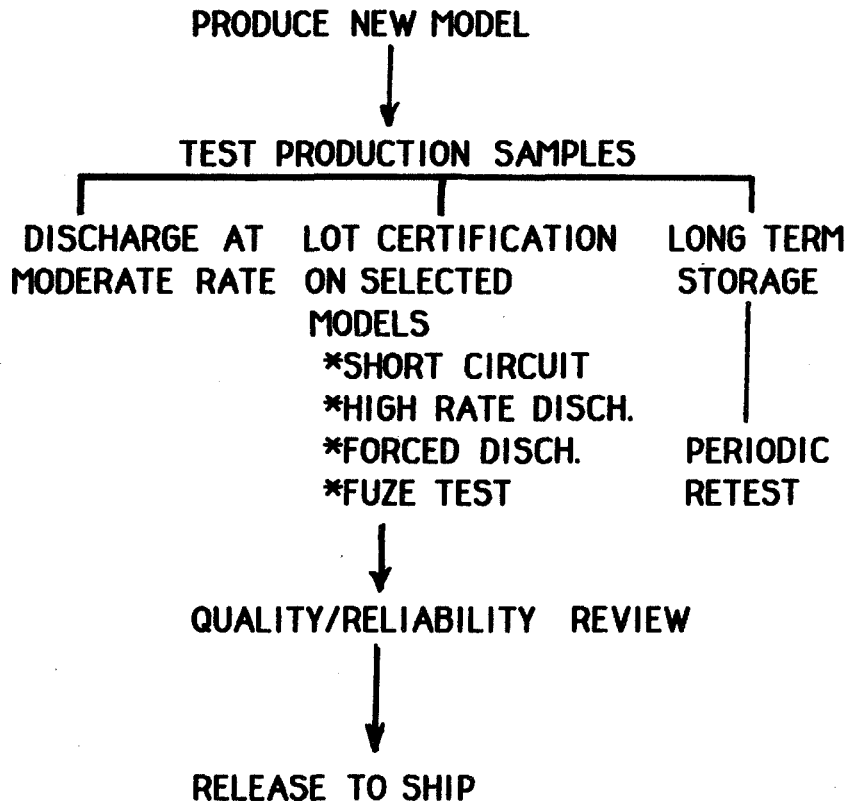 PRODUCE NEW MODEL
TEST PRODUCTION SAMPLES
DISCHARGE AT
MODERATE RATE
LOT CERTIFICATION
ON SELECTED
MODELS
*SHORT CIRCUIT
*HIGH RATE DISCH.
*FORCED DISCH.
*FUZE TEST
LONG TERM
STORAGE
PERIODIC
RETEST
QUALITY/RELIABILITY REVIEW
RELEASE TO SHIP